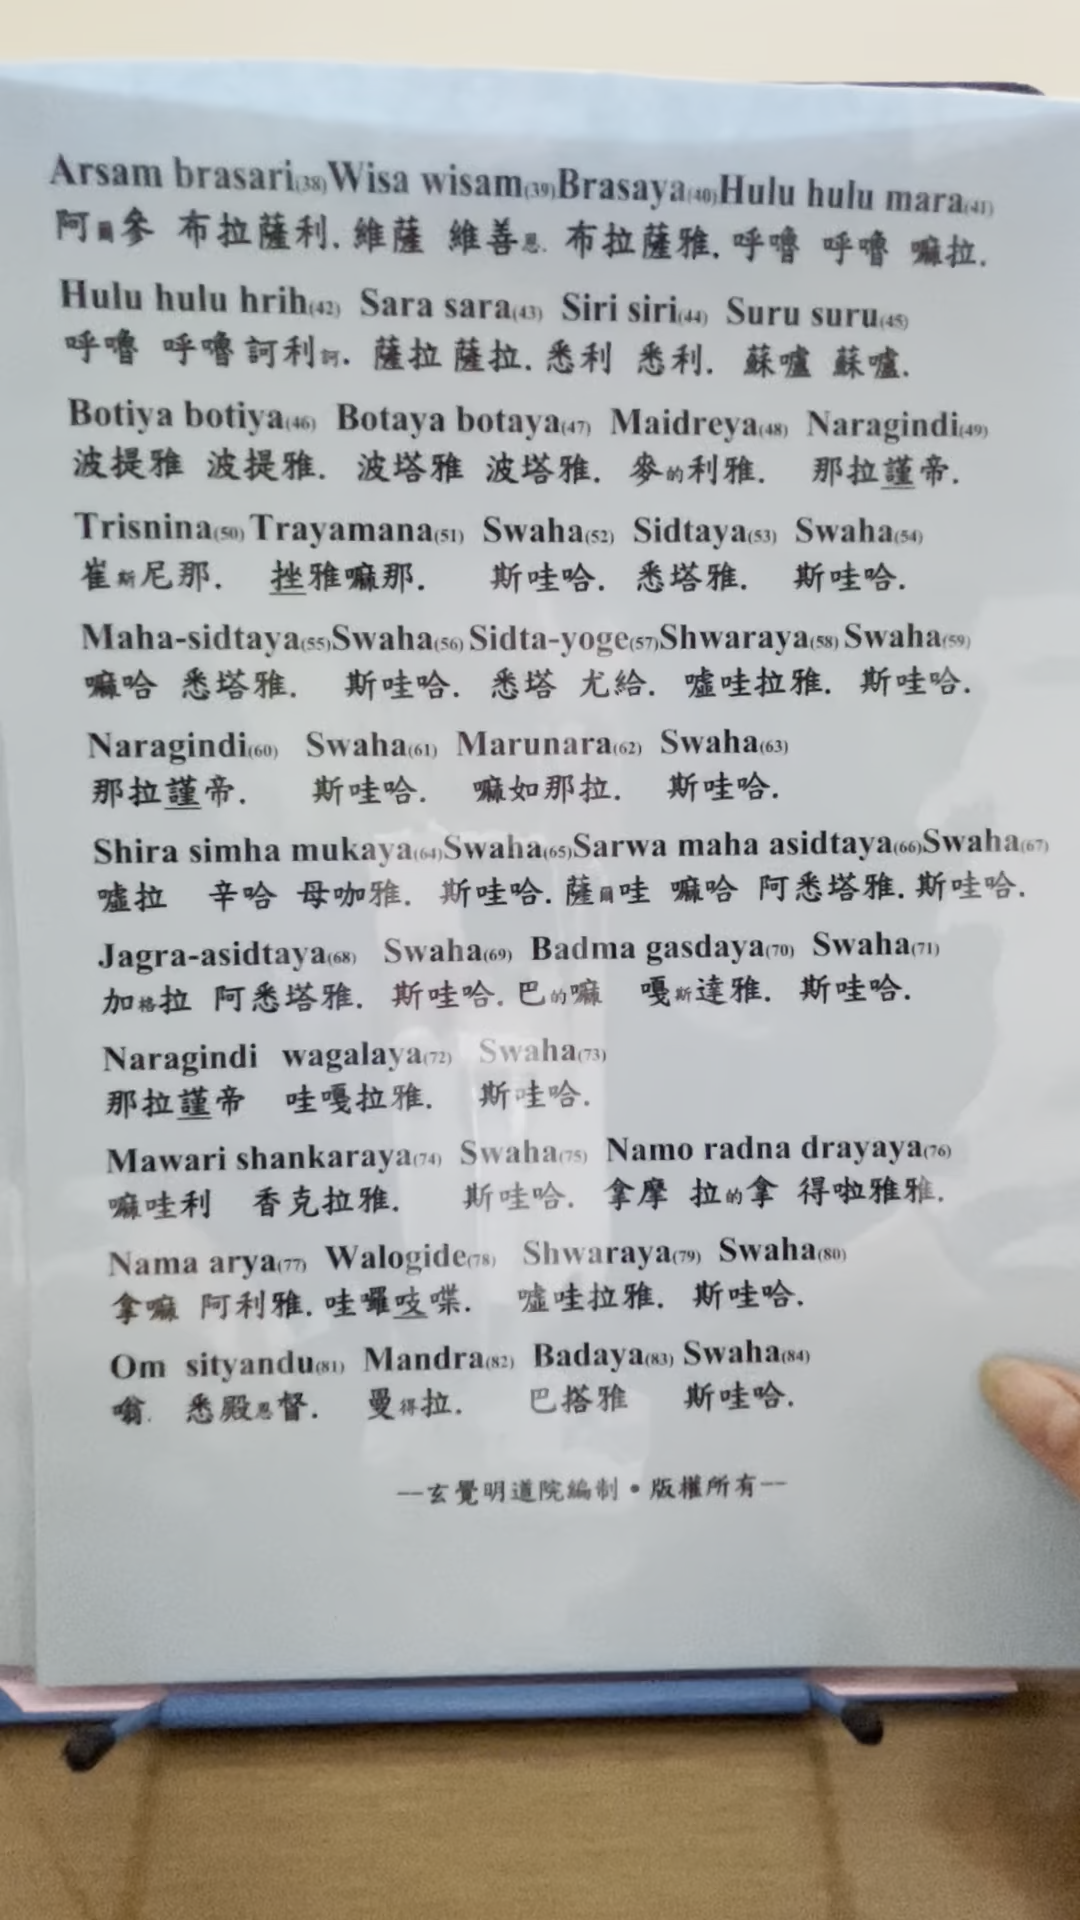 Arsam brasari(38)Wisa wisam(39)Brasaya(40)Hulu hulu mara(41)
阿爾參 布拉薩利. 維薩 維善恩. 布拉薩雅. 呼嚕 呼嚕 嘛拉.
Hulu hulu hrih(42) Sara sara(43) Siri siri(44) Suru suru(45)
呼嚕 呼嚕 訶利訶. 薩拉 薩拉. 悉利 悉利. 蘇嚧 蘇嚧.
Botiya botiya(46) Botaya botaya(47) Maidreya(48) Naragindi(49)
波提雅 波提雅. 波塔雅 波塔雅. 麥的利雅. 那拉謹帝.
Trisnina(50) Trayamana(51) Swaha(52) Sidtaya(53) Swaha(54)
崔斯尼那. 挫雅嘛那. 斯哇哈. 悉塔雅. 斯哇哈.
Maha-sidtaya(55)Swaha(56) Sidta-yoge(57)Shwaraya(58) Swaha(59)
嘛哈 悉塔雅. 斯哇哈. 悉塔 尤給. 噓哇拉雅. 斯哇哈.
Naragindi(60) Swaha(61) Marunara(62) Swaha(63)
那拉謹帝. 斯哇哈. 嘛如那拉. 斯哇哈.
Shira simha mukaya(64)Swaha(65)Sarwa maha asidtaya(66)Swaha(67)
噓拉 辛哈 母咖雅. 斯哇哈. 薩爾哇 嘛哈 阿悉塔雅. 斯哇哈.
Jagra-asidtaya(68) Swaha(69) Badma gasdaya(70) Swaha(71)
加格拉 阿悉塔雅. 斯哇哈. 巴的嘛 嘎斯達雅. 斯哇哈.
Naragindi wagalaya(72) Swaha(73)
那拉謹帝 哇嘎拉雅. 斯哇哈.
Mawari shankaraya(74) Swaha(75) Namo radna drayaya(76)
嘛哇利 香克拉雅. 斯哇哈. 拿摩 拉的拿 得啦雅雅.
Nama arya(77) Walogide(78) Shwaraya(79) Swaha(80)
拿嘛 阿利雅. 哇囉吱喋. 噓哇拉雅. 斯哇哈.
Om sityandu(81) Mandra(82) Badaya(83) Swaha(84)
嗡. 悉殿恩督. 曼得拉. 巴搭雅 斯哇哈.
—玄覺明道院編制•版權所有—